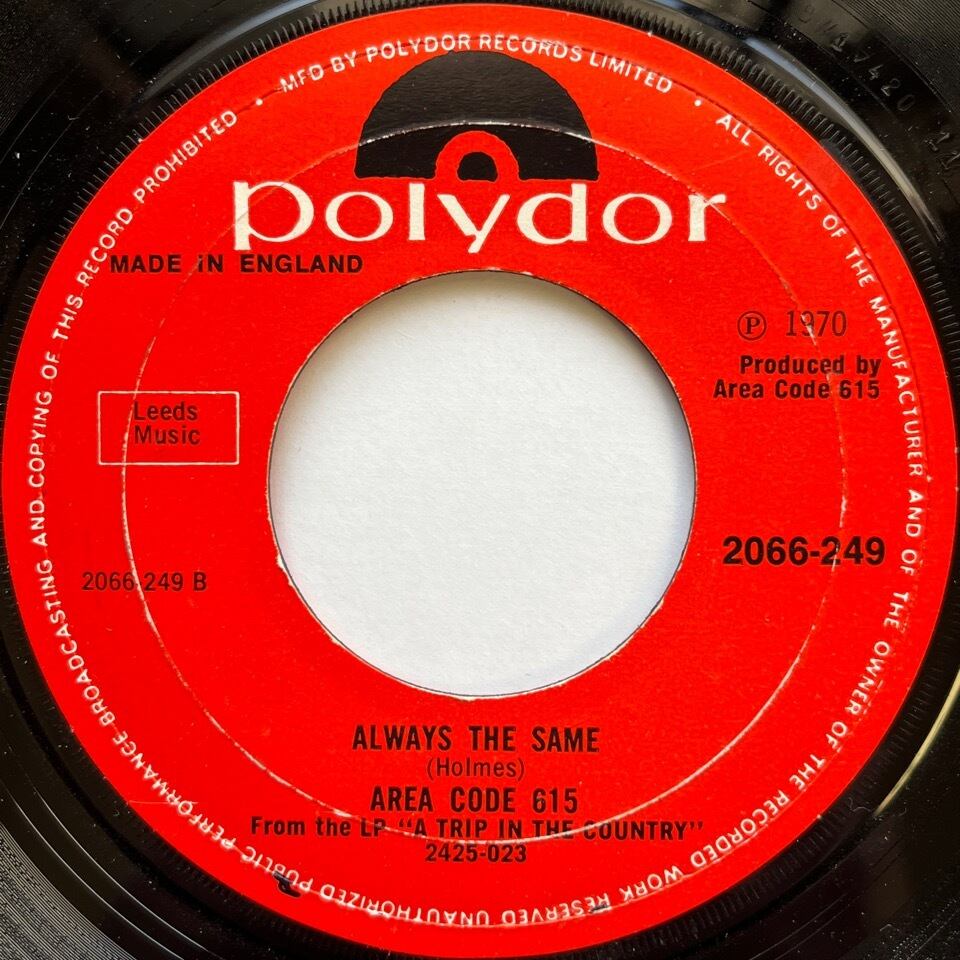 MFD BY POLYDOR RECORDS LIMITED • ALL RIGHTS OF THE MANUFACTURER AND OF THE OWNER OF THE RECORDED WORK RESERVED UNAUTHORIZED PUBLIC PERFORMANCE BROADCASTING AND COPYING OF THIS RECORD PROHIBITED •
polydor
MADE IN ENGLAND
℗ 1970
Produced by
Area Code 615
Leeds
Music
2066-249
2066-249 B
ALWAYS THE SAME
(Holmes)
AREA CODE 615
From the LP "A TRIP IN THE COUNTRY"
2425-023